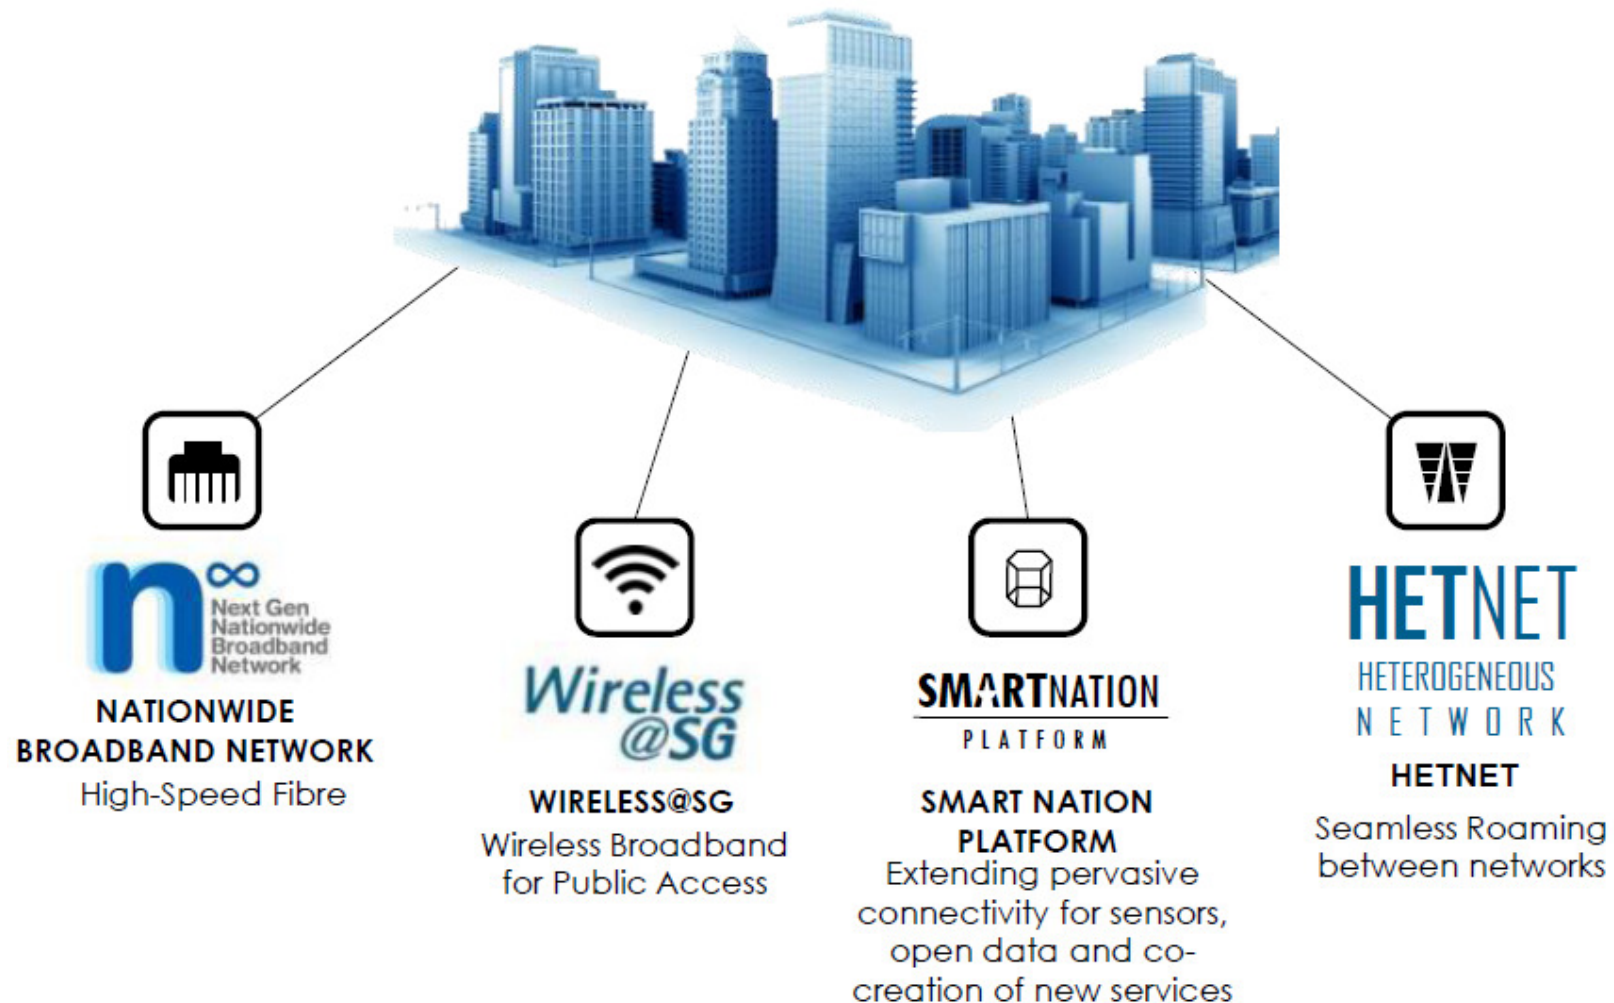 n∞
Next Gen
Nationwide
Broadband
Network
NATIONWIDE
BROADBAND NETWORK
High-Speed Fibre
Wireless
@SG
WIRELESS@SG
Wireless Broadband
for Public Access
SMARTNATION
PLATFORM
SMART NATION
PLATFORM
Extending pervasive
connectivity for sensors,
open data and co-
creation of new services
HETNET
HETEROGENEOUS
NETWORK
HETNET
Seamless Roaming
between networks